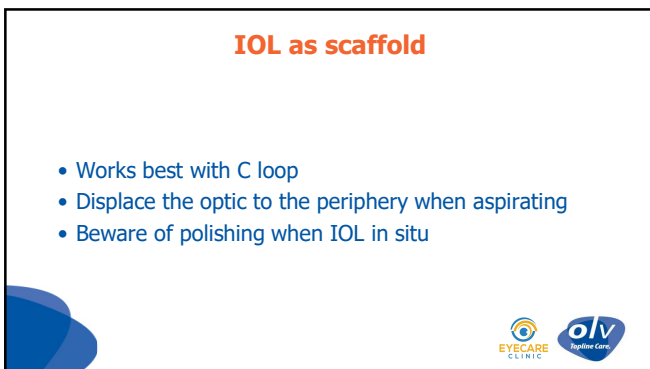 IOL as scaffold
• Works best with C loop
• Displace the optic to the periphery when aspirating
• Beware of polishing when IOL in situ
EYECARE
CLINIC
olv
Topline Care.